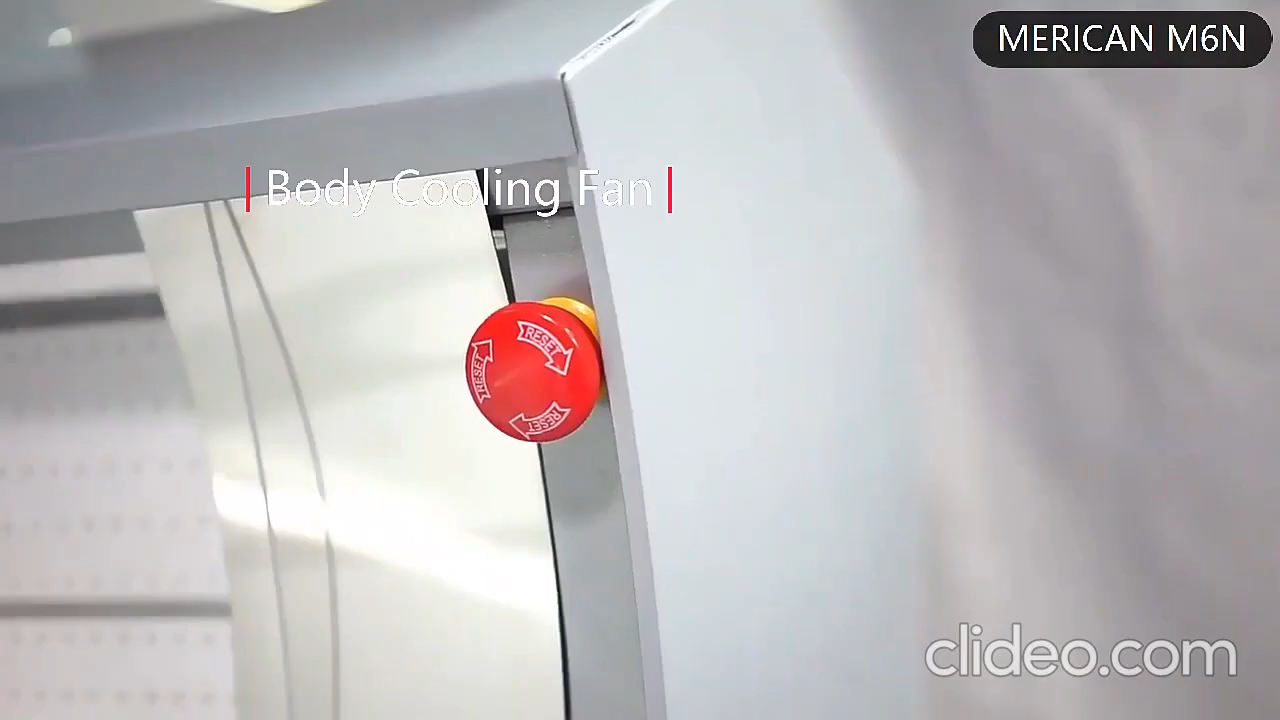 MERICAN M6N
| Body Cooling Fan |
RESET
RESET
RESET
clideo.com